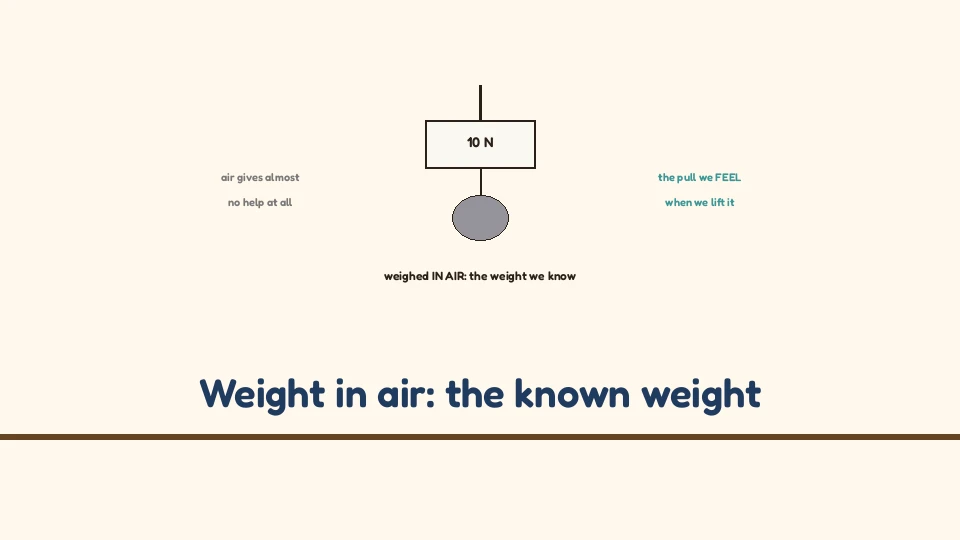 10 N
air gives almost
no help at all
the pull we FEEL
when we lift it
weighed IN AIR: the weight we know
Weight in air: the known weight